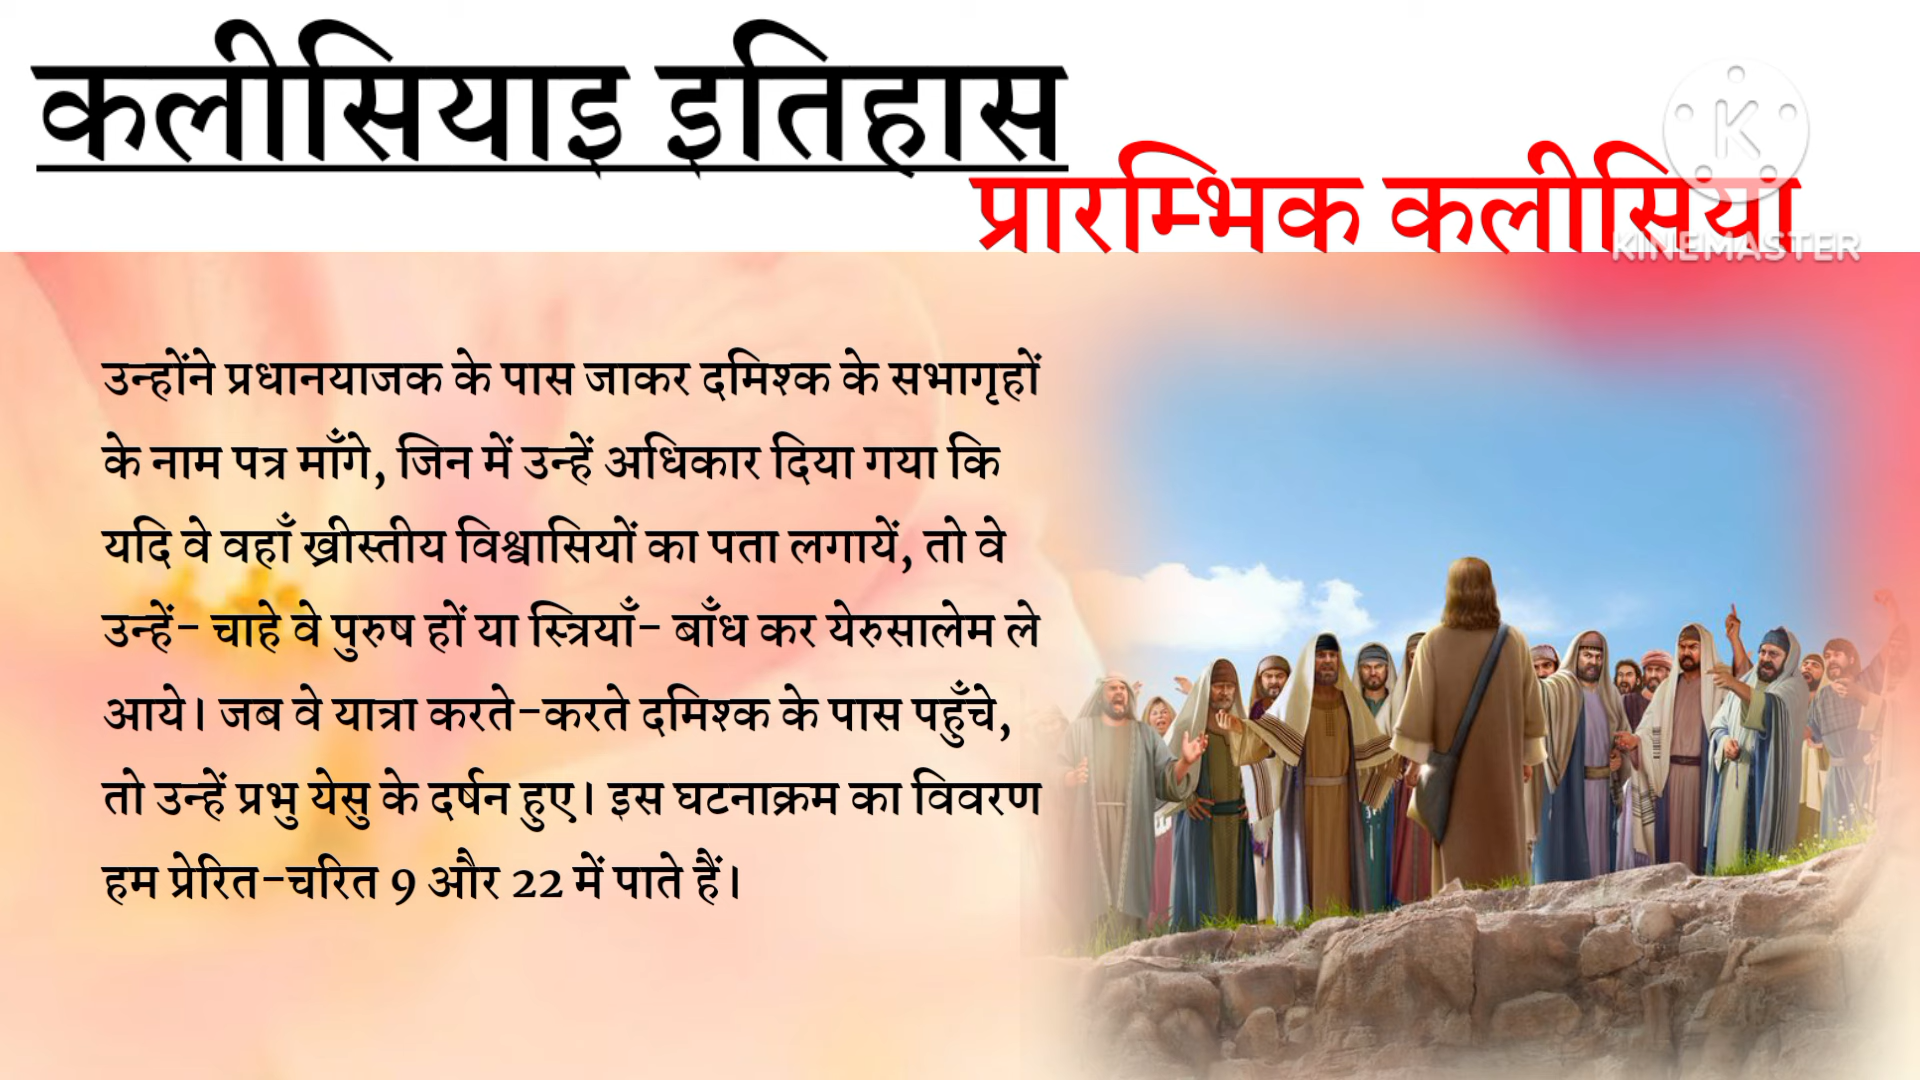 कलीसियाइ इतिहास
प्रारम्भिक कलीसिया
K
KINEMASTER
उन्होंने प्रधानयाजक के पास जाकर दमिश्क के सभागृहों
के नाम पत्र माँगे, जिन में उन्हें अधिकार दिया गया कि
यदि वे वहाँ ख्रीस्तीय विश्वासियों का पता लगायें, तो वे
उन्हें- चाहे वे पुरुष हों या स्त्रियाँ- बाँध कर येरुसालेम ले
आये। जब वे यात्रा करते-करते दमिश्क के पास पहुँचे,
तो उन्हें प्रभु येसु के दर्षन हुए। इस घटनाक्रम का विवरण
हम प्रेरित-चरित 9 और 22 में पाते हैं।